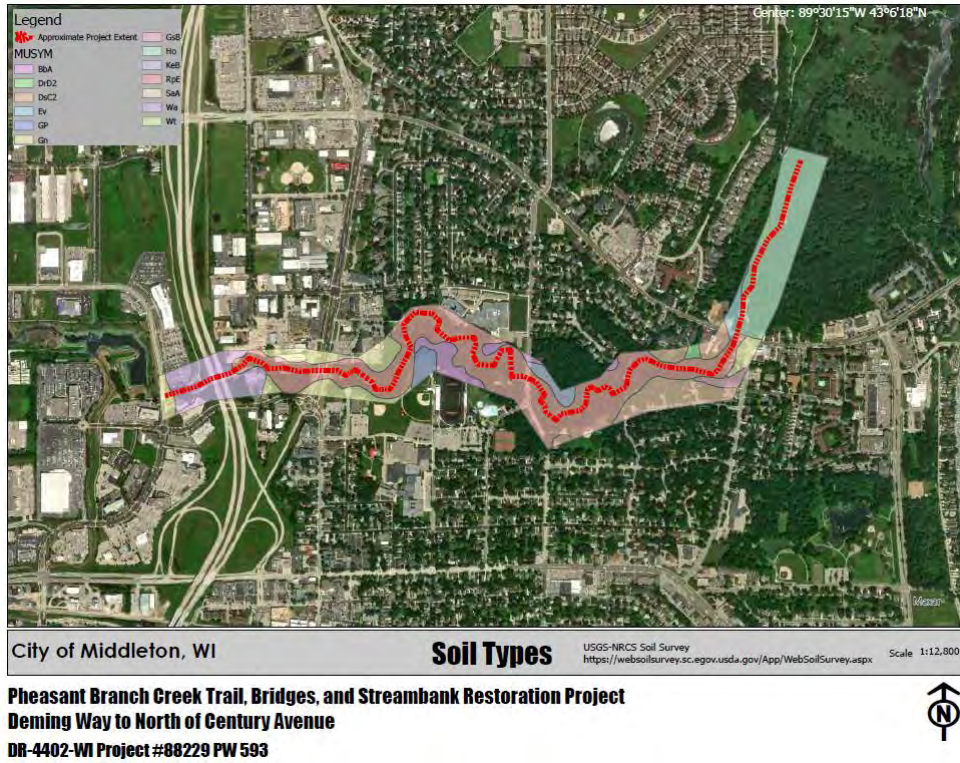 Legend
Approximate Project Extent
MUSYM
BbA
DrD2
DsC2
Ev
GP
Gn
GsB
Ho
KeB
RpE
SaA
Wa
Wt
Center: 89°30'15"W 43°6'18"N
Maxar
City of Middleton, WI
Soil Types
USGS-NRCS Soil Survey
https://websoilsurvey.sc.egov.usda.gov/App/WebSoilSurvey.aspx
Scale 1:12,800
Pheasant Branch Creek Trail, Bridges, and Streambank Restoration Project
Deming Way to North of Century Avenue
DR-4402-WI Project #88229 PW 593
N